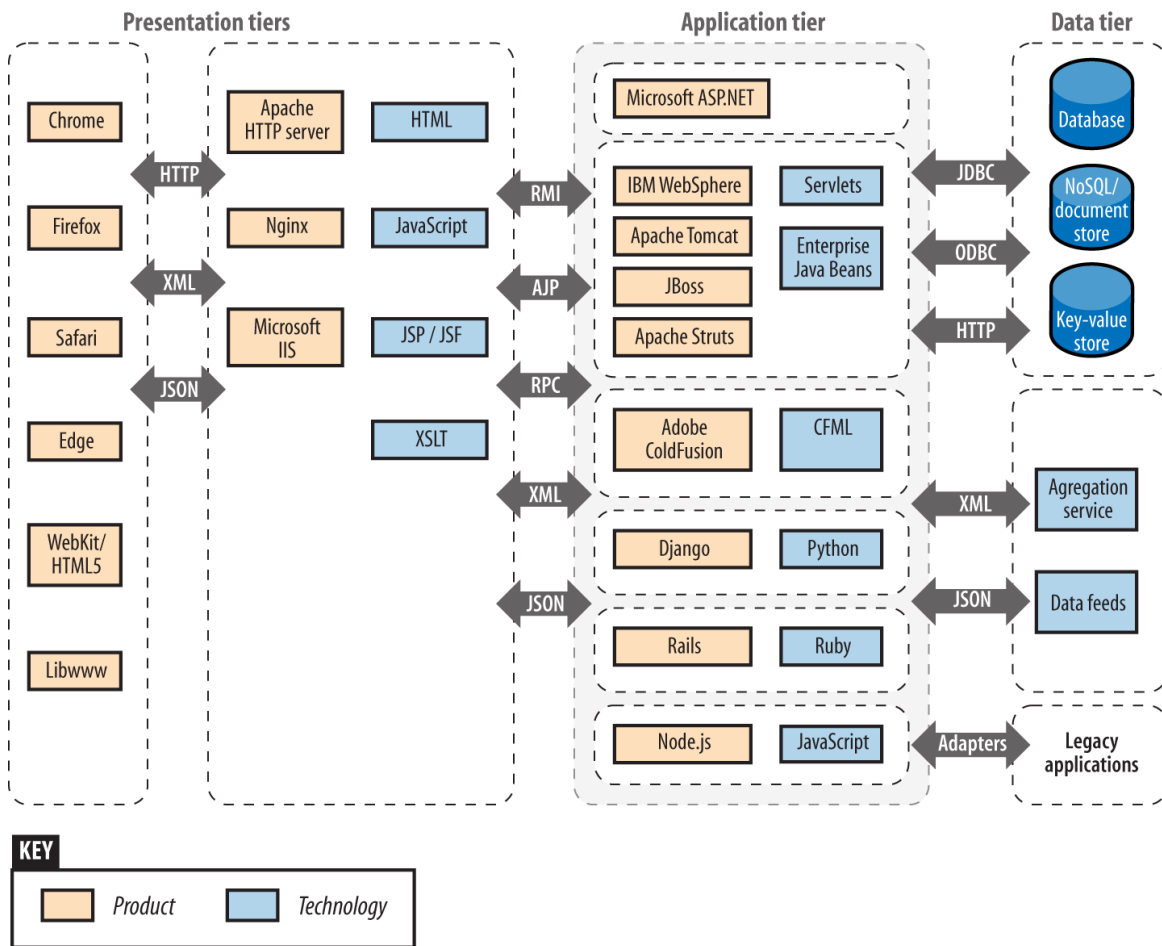 Presentation tiers
Application tier
Data tier
Chrome
Firefox
Safari
Edge
WebKit/
HTML5
Libwww
HTTP
XML
JSON
Apache
HTTP server
Nginx
Microsoft
IIS
HTML
JavaScript
JSP / JSF
XSLT
RMI
AJP
RPC
XML
JSON
Microsoft ASP.NET
IBM WebSphere
Apache Tomcat
JBoss
Apache Struts
Servlets
Enterprise
Java Beans
Adobe
ColdFusion
CFML
Django
Python
Rails
Ruby
Node.js
JavaScript
JDBC
ODBC
HTTP
XML
JSON
Adapters
Database
NoSQL/
document
store
Key-value
store
Agregation
service
Data feeds
Legacy
applications
KEY
Product
Technology